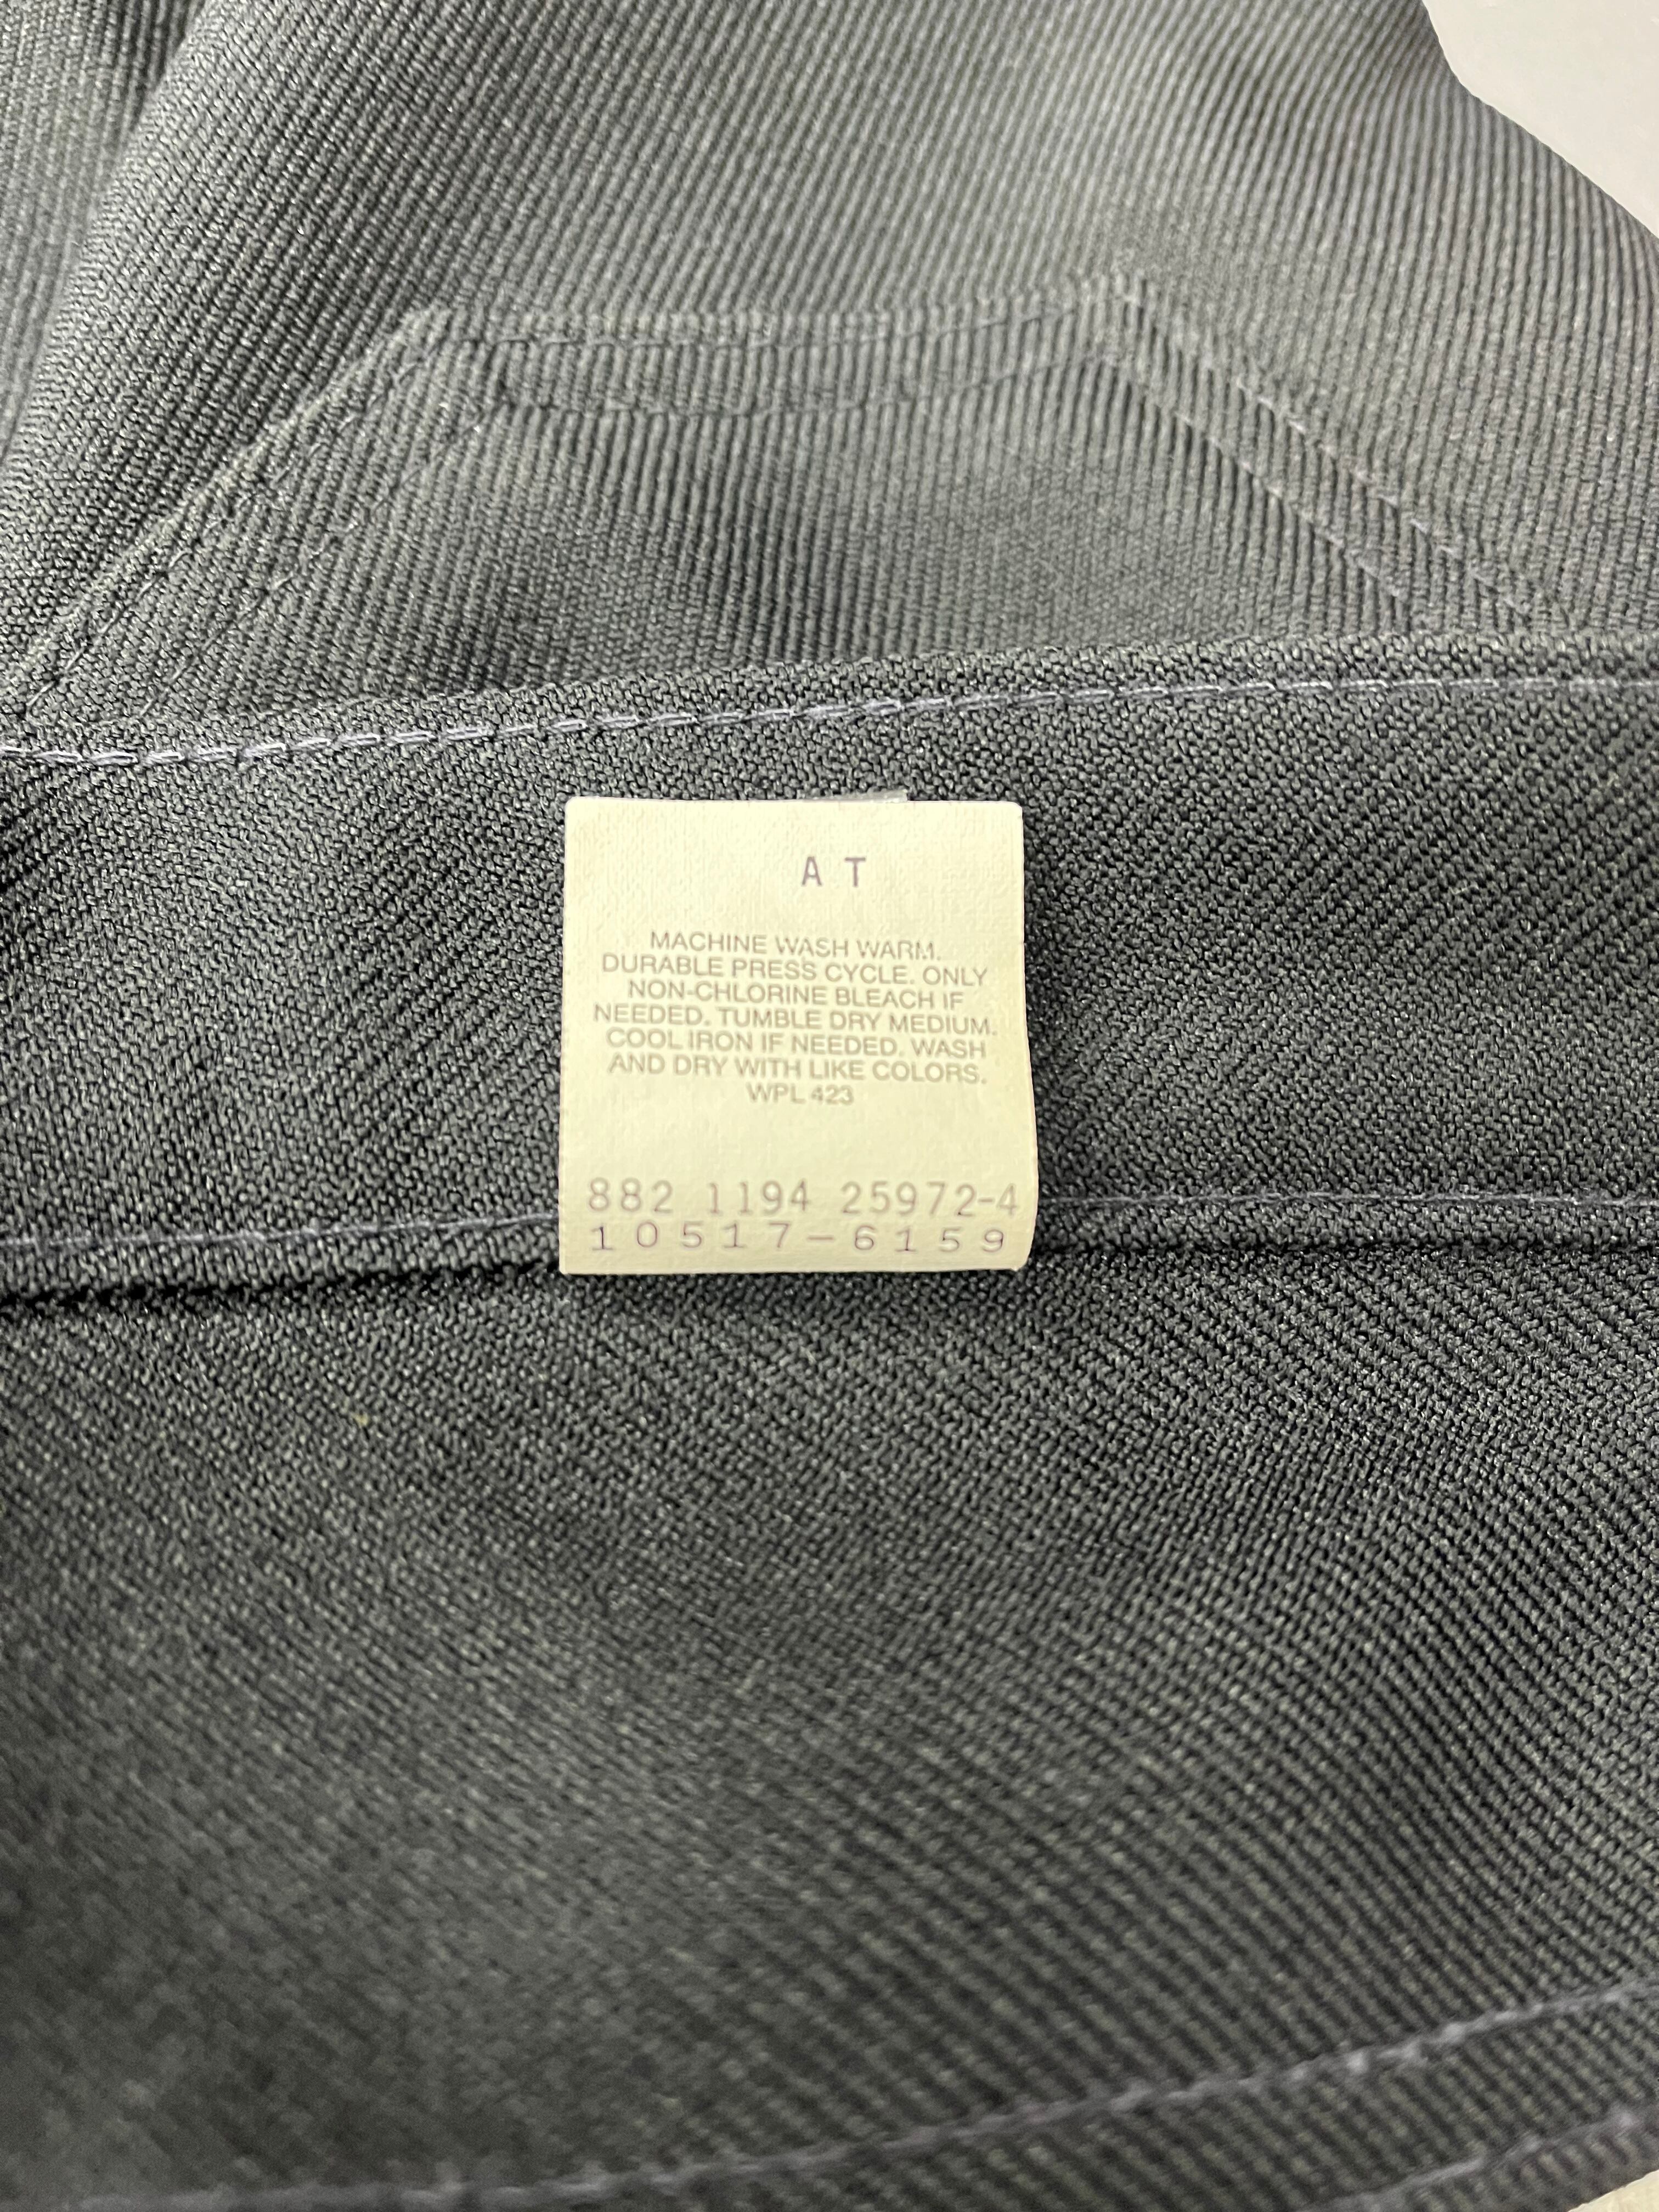 AT
MACHINE WASH WARM.
DURABLE PRESS CYCLE. ONLY
NON-CHLORINE BLEACH IF
NEEDED. TUMBLE DRY MEDIUM.
COOL IRON IF NEEDED. WASH
AND DRY WITH LIKE COLORS.
WPL 423
882 1194 25972-4
10517-6159